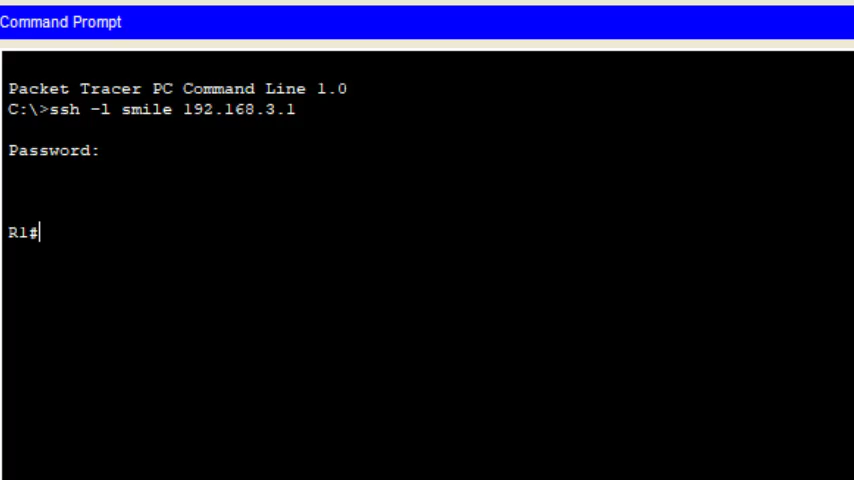 Command Prompt
Packet Tracer PC Command Line 1.0
C:\>ssh -l smile 192.168.3.1
Password:
R1#